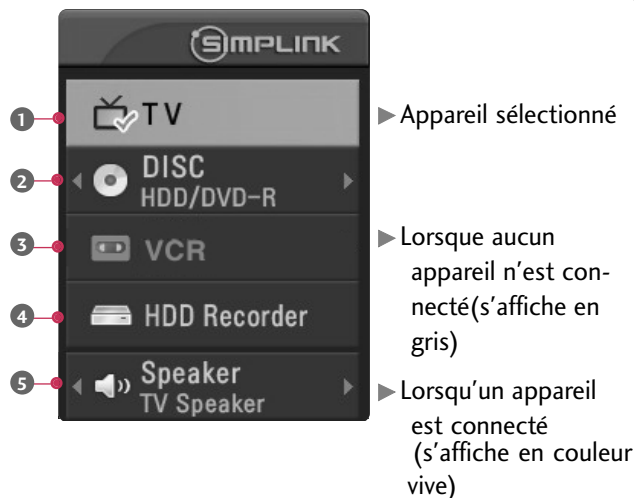 SIMPLINK
1
TV
Appareil sélectionné
2
DISC
HDD/DVD-R
3
VCR
Lorsque aucun
appareil n'est con-
necté(s'affiche en
gris)
4
HDD Recorder
5
Speaker
TV Speaker
Lorsqu'un appareil
est connecté
(s'affiche en couleur
vive)